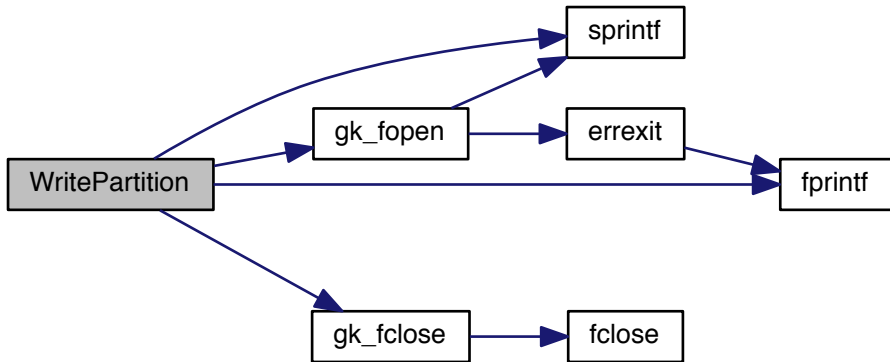 sprintf
gk_fopen
errexit
WritePartition
fprintf
gk_fclose
fclose